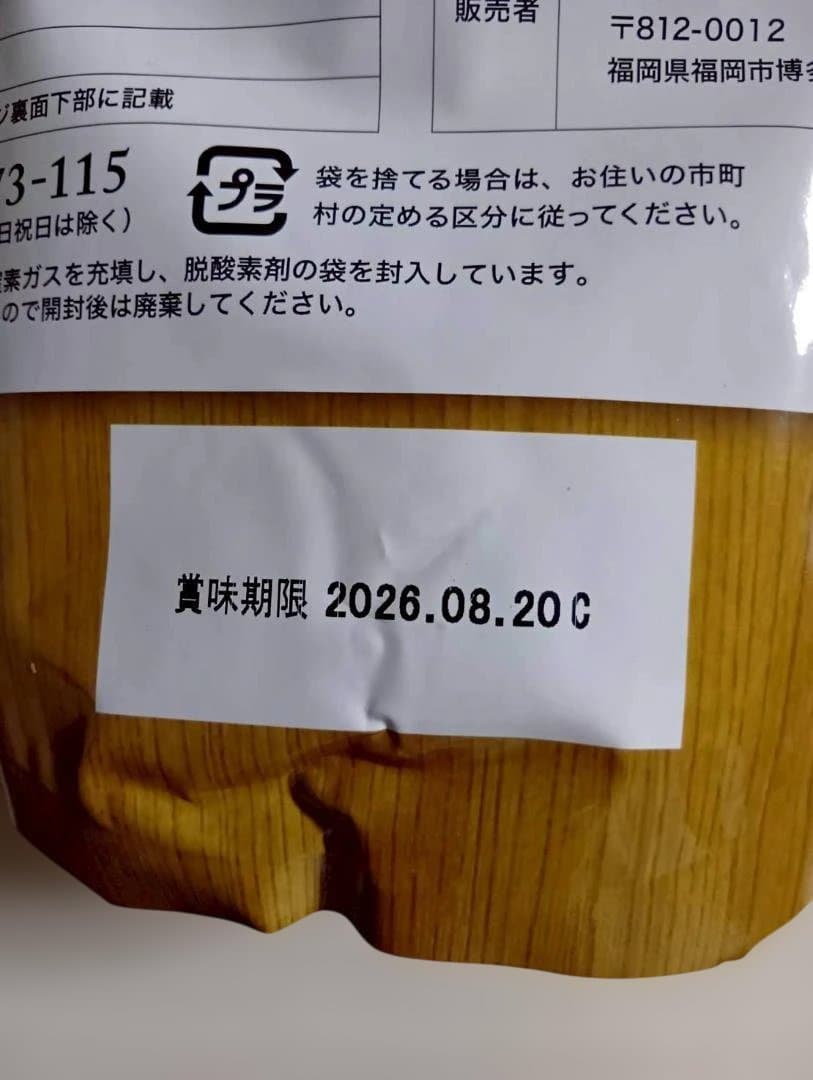 販売者
〒812-0012
福岡県福岡市博多
ジ裏面下部に記載
73-115
日祝日は除く）
プラ
袋を捨てる場合は、お住いの市町
村の定める区分に従ってください。
窒素ガスを充填し、脱酸素剤の袋を封入しています。
ので開封後は廃棄してください。
賞味期限 2026.08.20C